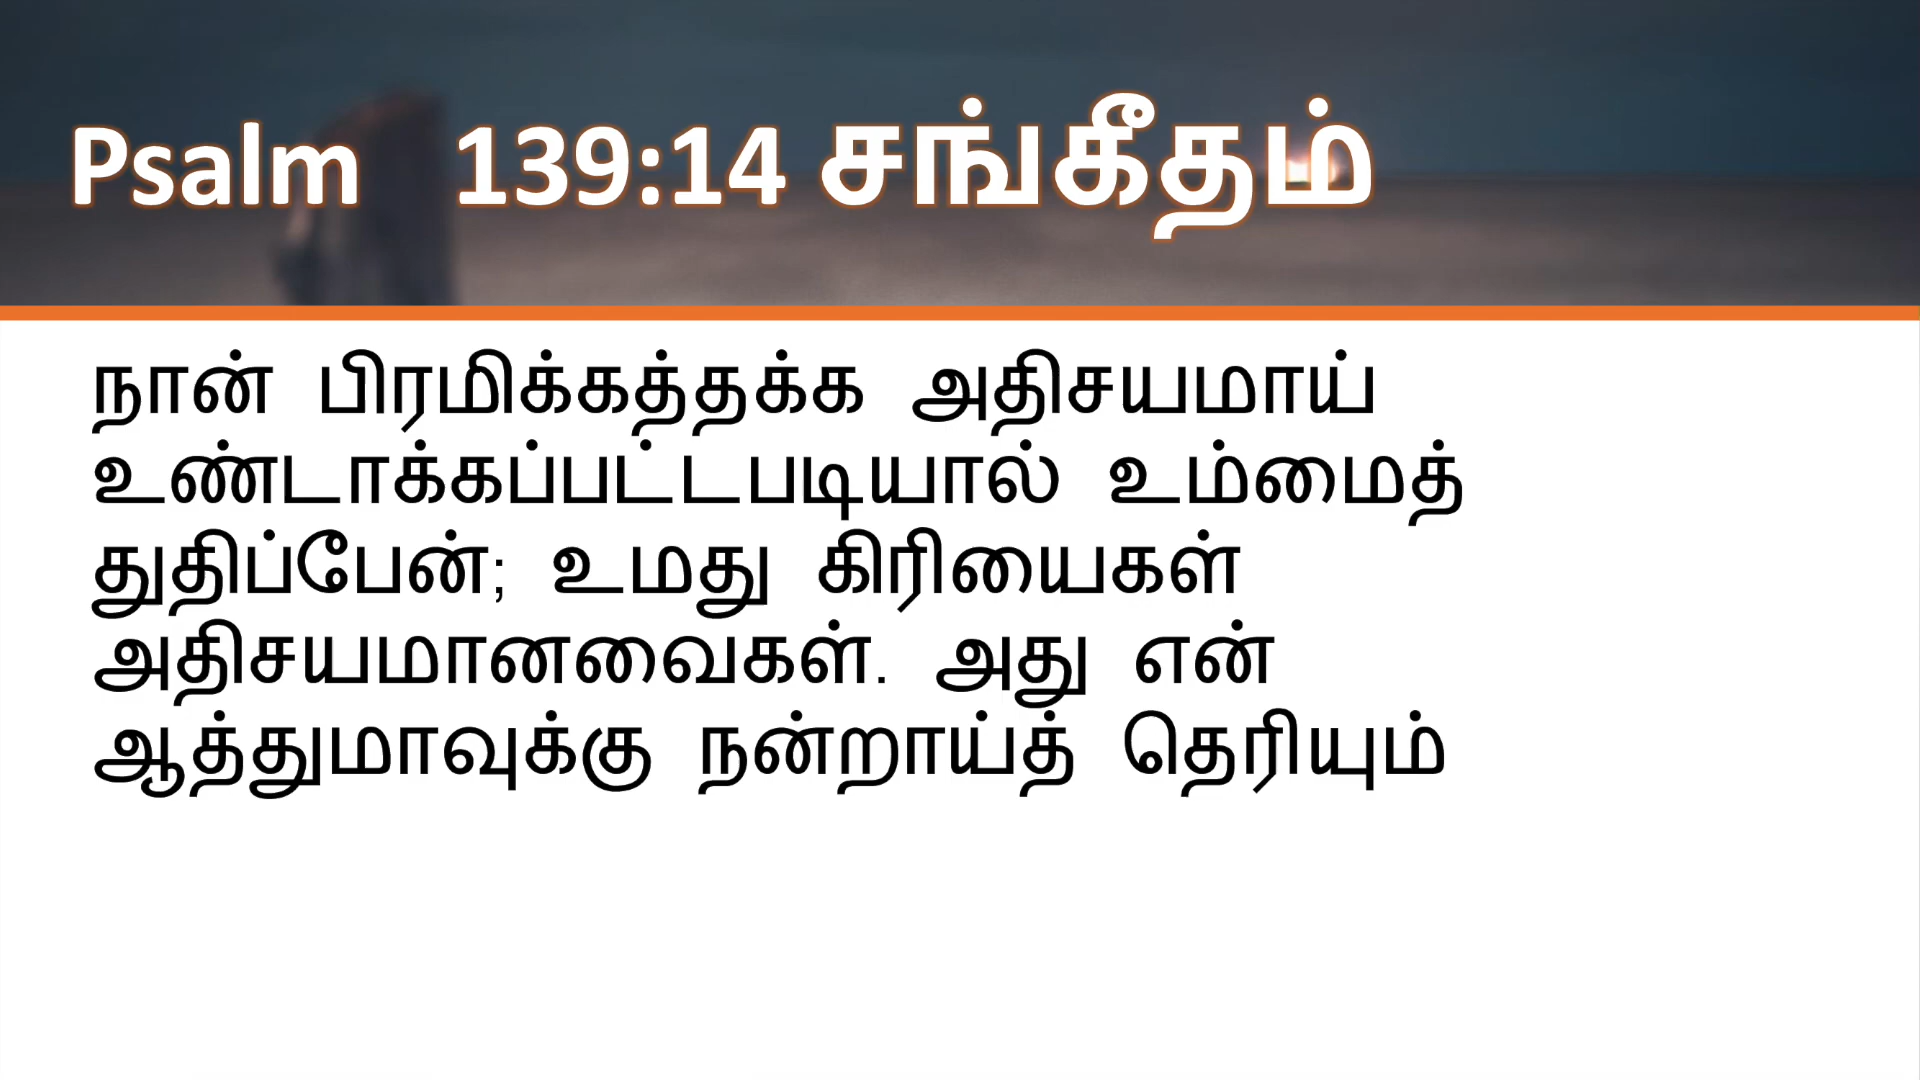 Psalm 139:14 சங்கீதம்
நான் பிரமிக்கத்தக்க அதிசயமாய்
உண்டாக்கப்பட்டபடியால் உம்மைத்
துதிப்பேன்; உமது கிரியைகள்
அதிசயமானவைகள். அது என்
ஆத்துமாவுக்கு நன்றாய்த் தெரியும்